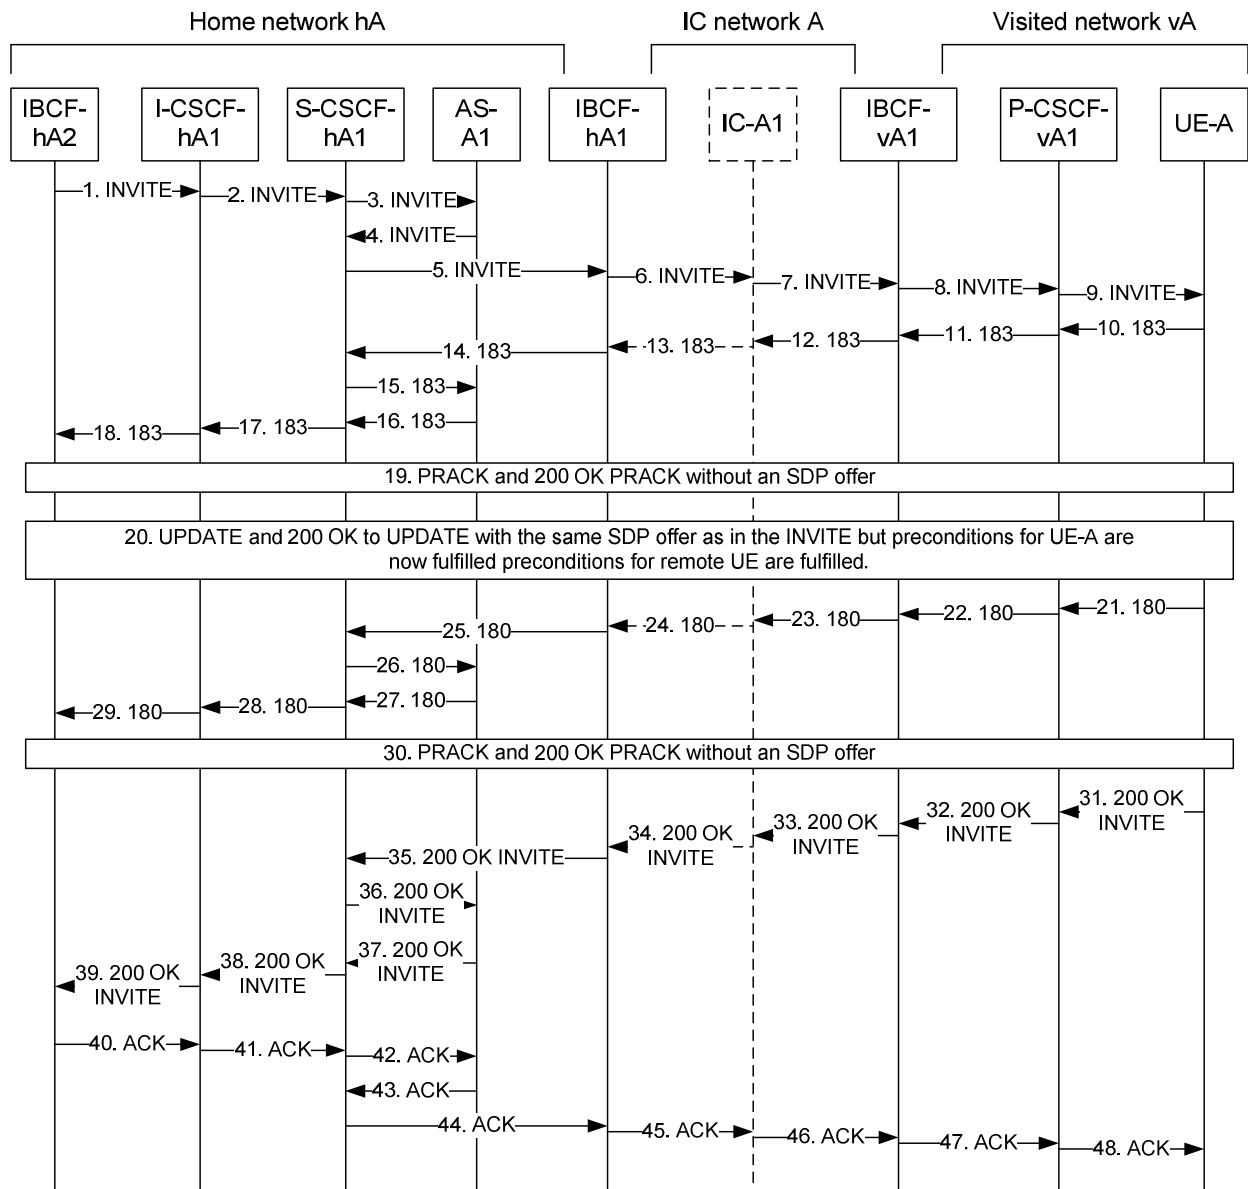 Home network hA
IC network A
Visited network vA
IBCF-
hA2
I-CSCF-
hA1
S-CSCF-
hA1
AS-
A1
IBCF-
hA1
IC-A1
IBCF-
vA1
P-CSCF-
vA1
UE-A
1. INVITE
2. INVITE
3. INVITE
4. INVITE
5. INVITE
6. INVITE
7. INVITE
8. INVITE
9. INVITE
10. 183
11. 183
12. 183
13. 183
14. 183
15. 183
16. 183
17. 183
18. 183
19. PRACK and 200 OK PRACK without an SDP offer
20. UPDATE and 200 OK to UPDATE with the same SDP offer as in the INVITE but preconditions for UE-A are
now fulfilled preconditions for remote UE are fulfilled.
21. 180
22. 180
23. 180
24. 180
25. 180
26. 180
27. 180
28. 180
29. 180
30. PRACK and 200 OK PRACK without an SDP offer
31. 200 OK
INVITE
32. 200 OK
INVITE
33. 200 OK
INVITE
34. 200 OK
INVITE
35. 200 OK INVITE
36. 200 OK
INVITE
37. 200 OK
INVITE
38. 200 OK
INVITE
39. 200 OK
INVITE
40. ACK
41. ACK
42. ACK
43. ACK
44. ACK
45. ACK
46. ACK
47. ACK
48. ACK